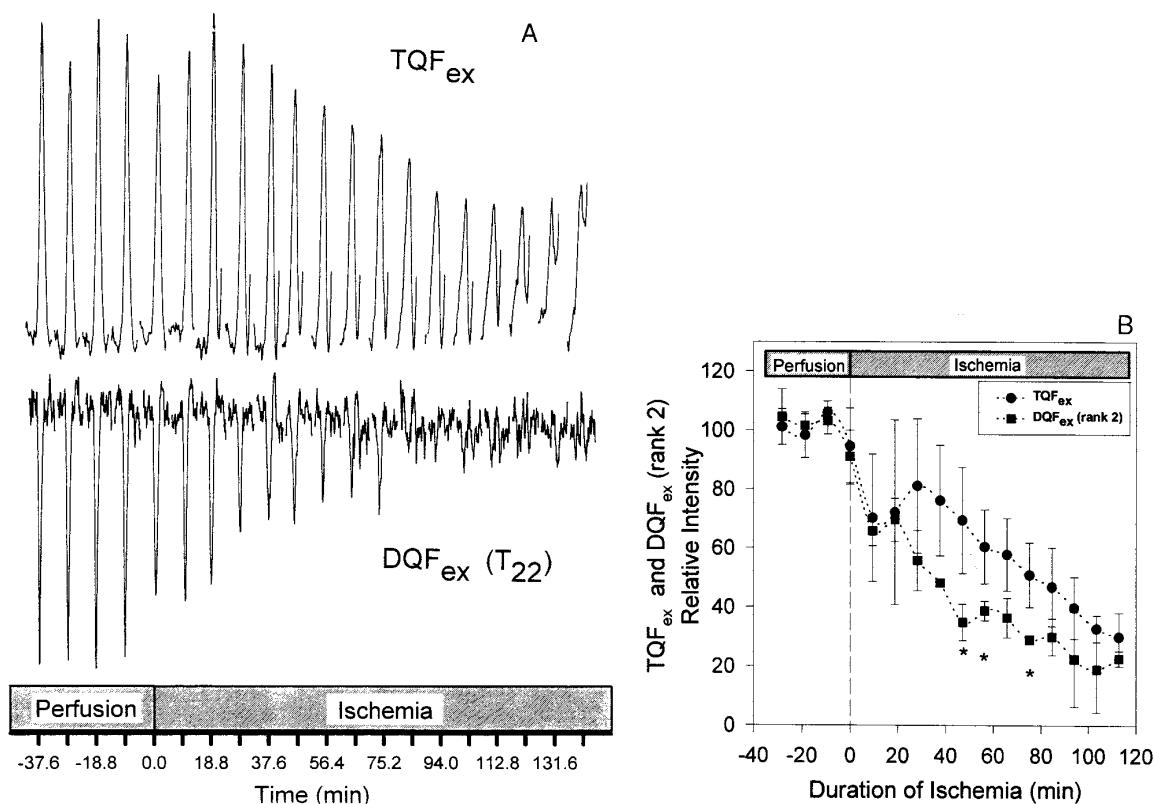 A
TQFex
DQFex (T22)
Perfusion
Ischemia
-37.6 -18.8 0.0 18.8 37.6 56.4 75.2 94.0 112.8 131.6
Time (min)
B
TQFex and DQFex (rank 2)
Relative Intensity
120
100
80
60
40
20
0
Perfusion
Ischemia
TQFex
DQFex (rank 2)
*
*
*
-40 -20 0 20 40 60 80 100 120
Duration of Ischemia (min)